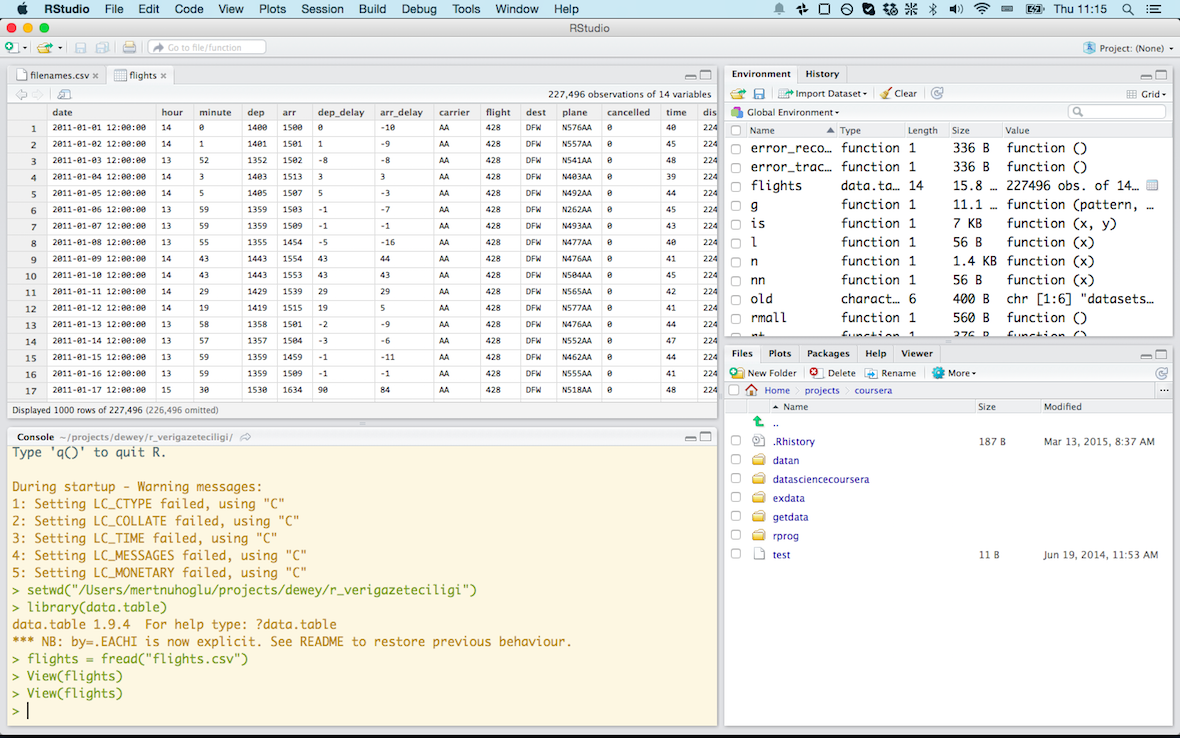 RStudio File Edit Code View Plots Session Build Debug Tools Window Help Thu 11:15
RStudio
Go to file/function Project: (None)
filenames.csv × flights ×
227,496 observations of 14 variables
date hour minute dep arr dep_delay arr_delay carrier flight dest plane cancelled time dis
1 2011-01-01 12:00:00 14 0 1400 1500 0 -10 AA 428 DFW N576AA 0 40 224
2 2011-01-02 12:00:00 14 1 1401 1501 1 -9 AA 428 DFW N557AA 0 45 224
3 2011-01-03 12:00:00 13 52 1352 1502 -8 -8 AA 428 DFW N541AA 0 48 224
4 2011-01-04 12:00:00 14 3 1403 1513 3 3 AA 428 DFW N403AA 0 39 224
5 2011-01-05 12:00:00 14 5 1405 1507 5 -3 AA 428 DFW N492AA 0 44 224
6 2011-01-06 12:00:00 13 59 1359 1503 -1 -7 AA 428 DFW N262AA 0 45 224
7 2011-01-07 12:00:00 13 59 1359 1509 -1 -1 AA 428 DFW N493AA 0 43 224
8 2011-01-08 12:00:00 13 55 1355 1454 -5 -16 AA 428 DFW N477AA 0 40 224
9 2011-01-09 12:00:00 14 43 1443 1554 43 44 AA 428 DFW N476AA 0 41 224
10 2011-01-10 12:00:00 14 43 1443 1553 43 43 AA 428 DFW N504AA 0 45 224
11 2011-01-11 12:00:00 14 29 1429 1539 29 29 AA 428 DFW N565AA 0 42 224
12 2011-01-12 12:00:00 14 19 1419 1515 19 5 AA 428 DFW N577AA 0 41 224
13 2011-01-13 12:00:00 13 58 1358 1501 -2 -9 AA 428 DFW N476AA 0 44 224
14 2011-01-14 12:00:00 13 57 1357 1504 -3 -6 AA 428 DFW N552AA 0 47 224
15 2011-01-15 12:00:00 13 59 1359 1459 -1 -11 AA 428 DFW N462AA 0 44 224
16 2011-01-16 12:00:00 13 59 1359 1509 -1 -1 AA 428 DFW N555AA 0 41 224
17 2011-01-17 12:00:00 15 30 1530 1634 90 84 AA 428 DFW N518AA 0 48 224
Displayed 1000 rows of 227,496 (226,496 omitted)
Console ~/projects/dewey/r_verigazeteciligi/
Type 'q()' to quit R.
During startup - Warning messages:
1: Setting LC_CTYPE failed, using "C"
2: Setting LC_COLLATE failed, using "C"
3: Setting LC_TIME failed, using "C"
4: Setting LC_MESSAGES failed, using "C"
5: Setting LC_MONETARY failed, using "C"
> setwd("/Users/mertnuhoglu/projects/dewey/r_verigazeteciligi")
> library(data.table)
data.table 1.9.4  For help type: ?data.table
*** NB: by=.EACHI is now explicit. See README to restore previous behaviour.
> flights = fread("flights.csv")
> View(flights)
> View(flights)
>
Environment History
Import Dataset Clear Grid
Global Environment
Name Type Length Size Value
error_reco… function 1 336 B function ()
error_trac… function 1 336 B function ()
flights data.ta… 14 15.8 … 227496 obs. of 14…
g function 1 11.1 … function (pattern, …
is function 1 7 KB function (x, y)
l function 1 56 B function (x)
n function 1 1.4 KB function (x)
nn function 1 56 B function (x)
old charact… 6 400 B chr [1:6] "datasets…
rmall function 1 560 B function ()
rt function 1 376 B function ()
Files Plots Packages Help Viewer
New Folder Delete Rename More
Home projects coursera ...
Name Size Modified
..
.Rhistory 187 B Mar 13, 2015, 8:37 AM
datan
datasciencecoursera
exdata
getdata
rprog
test 11 B Jun 19, 2014, 11:53 AM